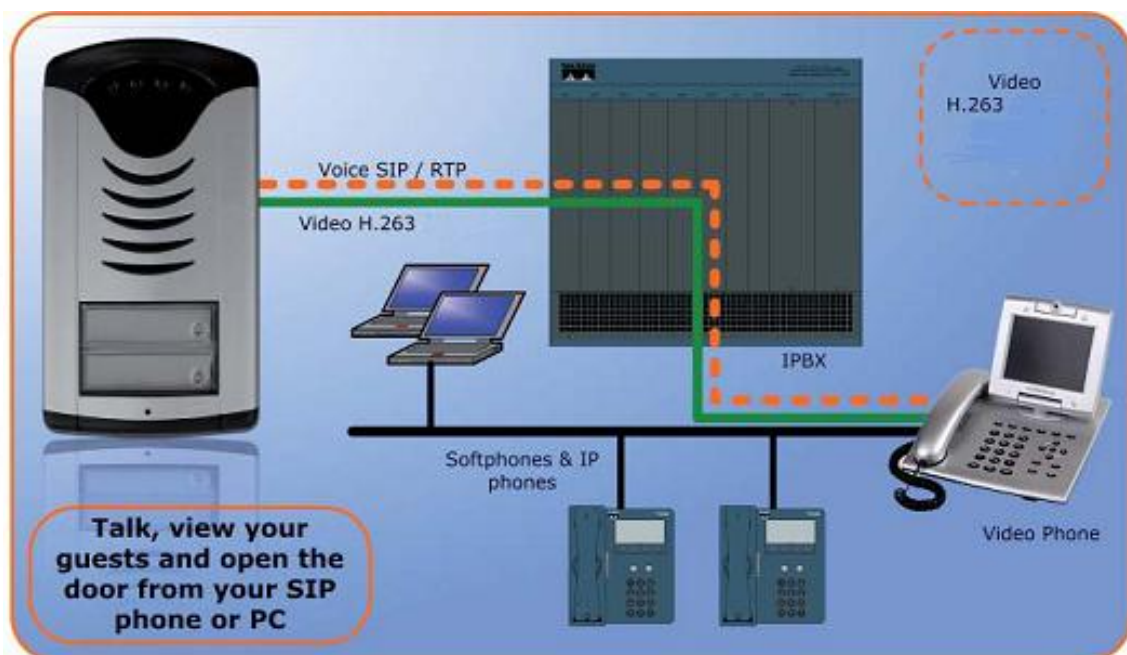 Video
H.263
Voice SIP / RTP
Video H.263
IPBX
Softphones & IP
phones
Video Phone
Talk, view your
guests and open the
door from your SIP
phone or PC